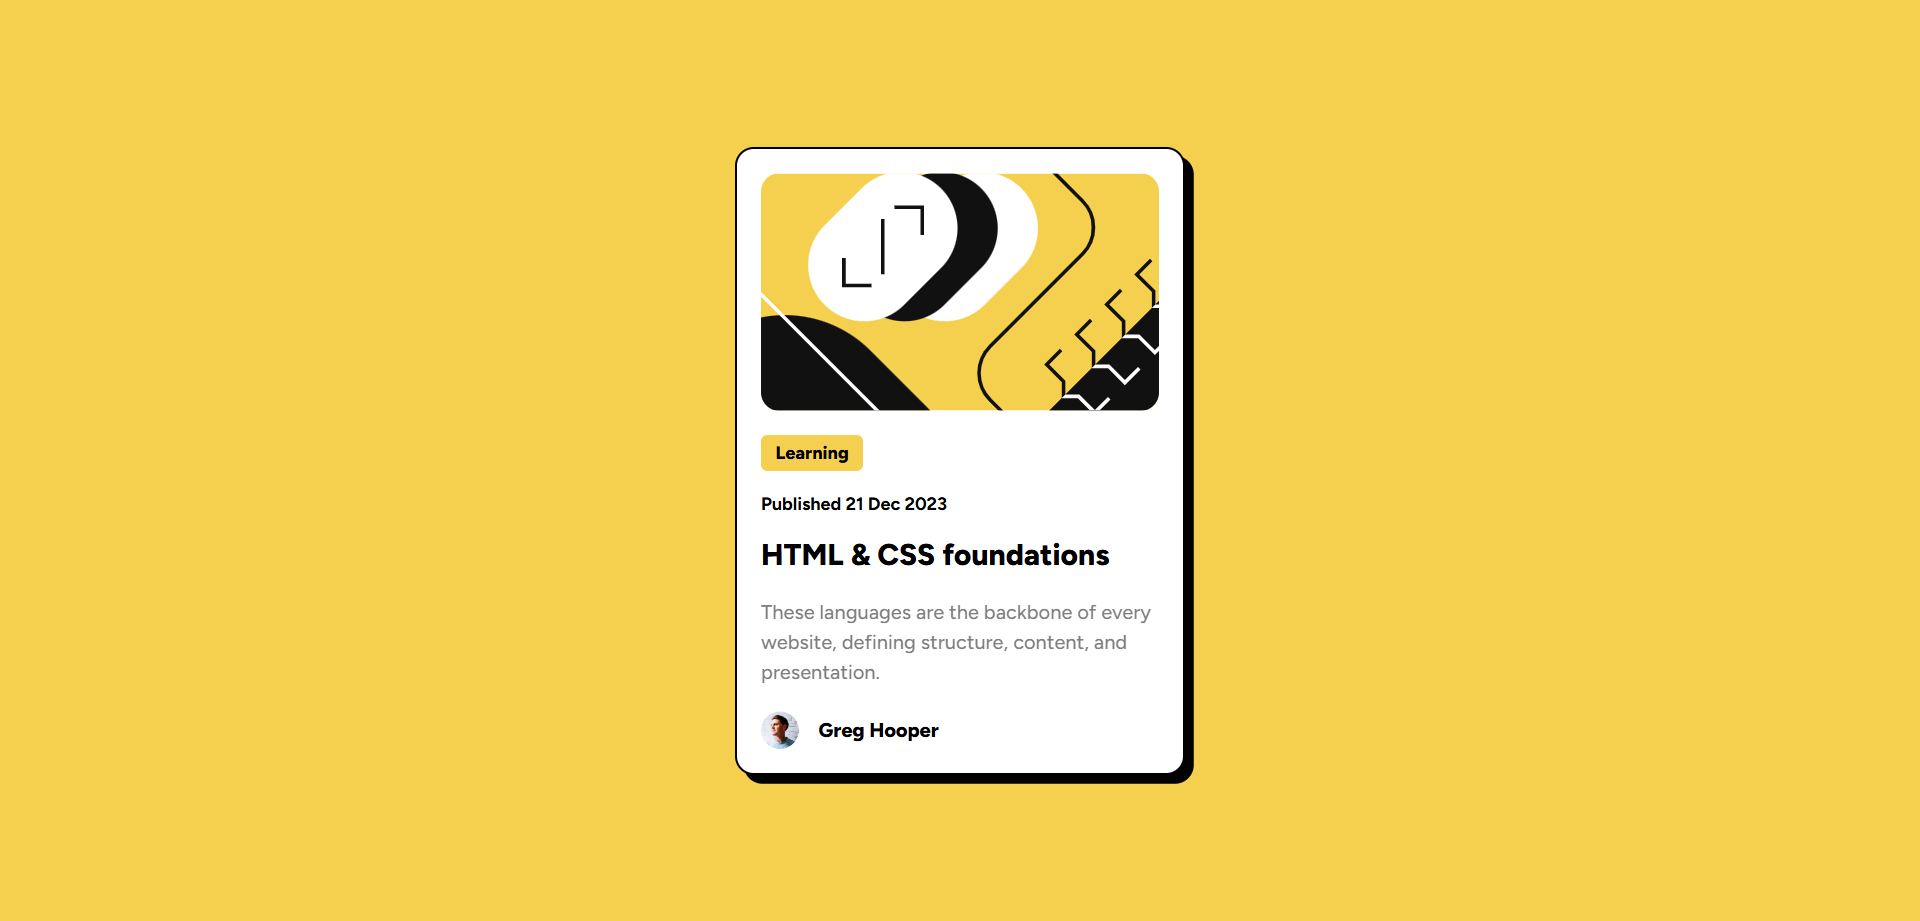 Learning
Published 21 Dec 2023
HTML & CSS foundations
These languages are the backbone of every
website, defining structure, content, and
presentation.
Greg Hooper